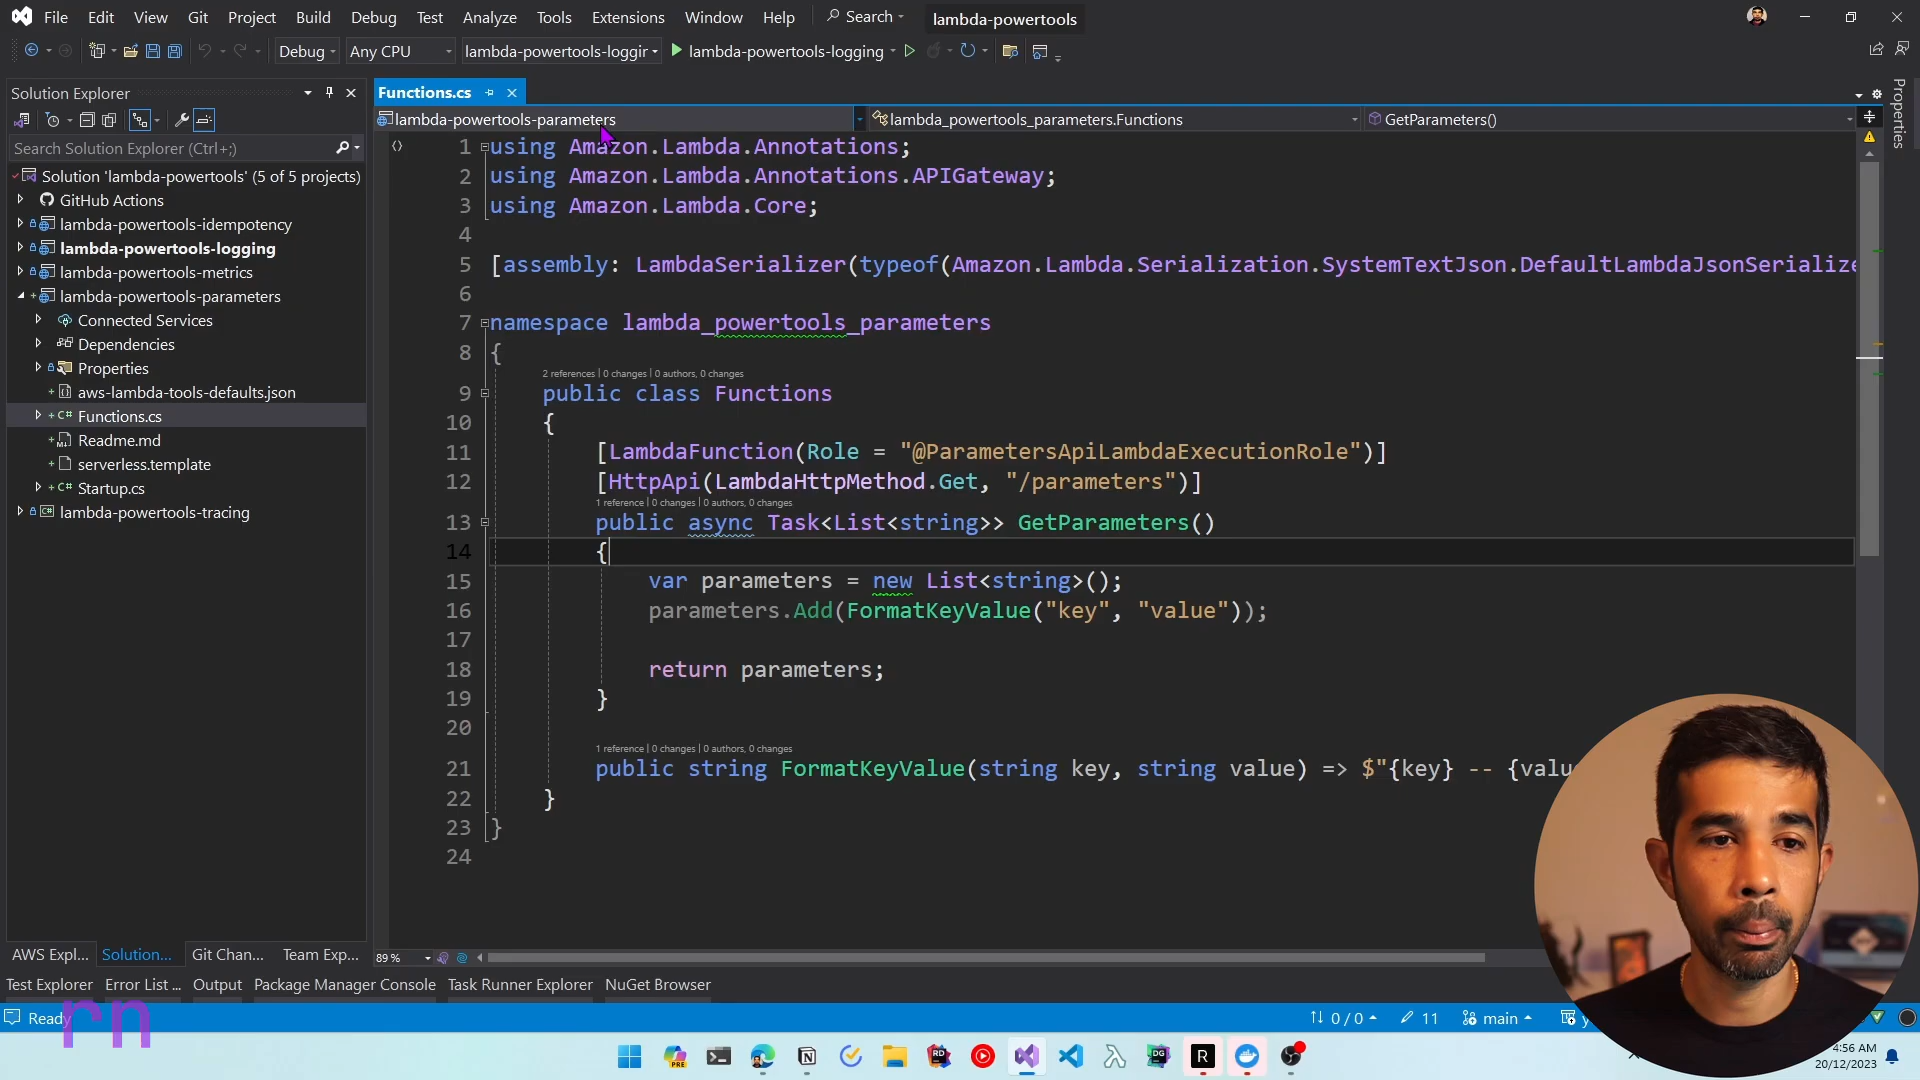 File Edit View Git Project Build Debug Test Analyze Tools Extensions Window Help Search lambda-powertools
Debug Any CPU lambda-powertools-loggir lambda-powertools-logging
Solution Explorer
Search Solution Explorer (Ctrl+;)
Solution 'lambda-powertools' (5 of 5 projects)
GitHub Actions
lambda-powertools-idempotency
lambda-powertools-logging
lambda-powertools-metrics
lambda-powertools-parameters
Connected Services
Dependencies
Properties
aws-lambda-tools-defaults.json
C# Functions.cs
Readme.md
serverless.template
C# Startup.cs
lambda-powertools-tracing
Functions.cs
lambda-powertools-parameters lambda_powertools_parameters.Functions GetParameters()
1 using Amazon.Lambda.Annotations;
2 using Amazon.Lambda.Annotations.APIGateway;
3 using Amazon.Lambda.Core;
4
5 [assembly: LambdaSerializer(typeof(Amazon.Lambda.Serialization.SystemTextJson.DefaultLambdaJsonSerialize
6
7 namespace lambda_powertools_parameters
8 {
2 references | 0 changes | 0 authors, 0 changes
9 public class Functions
10 {
11 [LambdaFunction(Role = "@ParametersApiLambdaExecutionRole")]
12 [HttpApi(LambdaHttpMethod.Get, "/parameters")]
1 reference | 0 changes | 0 authors, 0 changes
13 public async Task<List<string>> GetParameters()
14 {
15 var parameters = new List<string>();
16 parameters.Add(FormatKeyValue("key", "value"));
17
18 return parameters;
19 }
20
1 reference | 0 changes | 0 authors, 0 changes
21 public string FormatKeyValue(string key, string value) => $"{key} -- {valu
22 }
23 }
24
Properties
AWS Expl... Solution... Git Chan... Team Exp... 89 %
Test Explorer Error List ... Output Package Manager Console Task Runner Explorer NuGet Browser
Ready 0 / 0 11 main y
rn
4:56 AM
20/12/2023